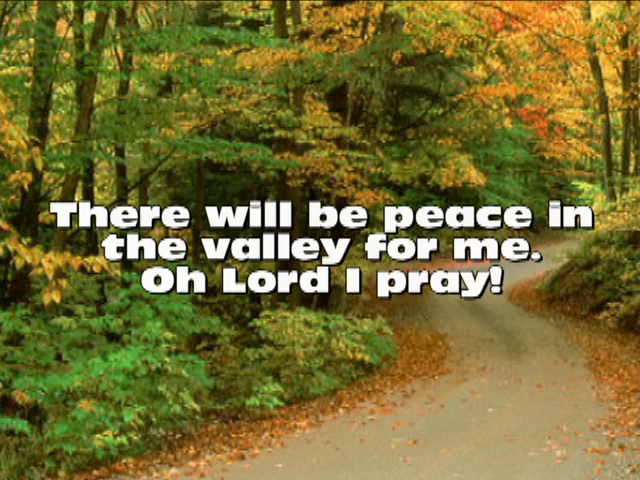 There will be peace in
the valley for me.
Oh Lord I pray!